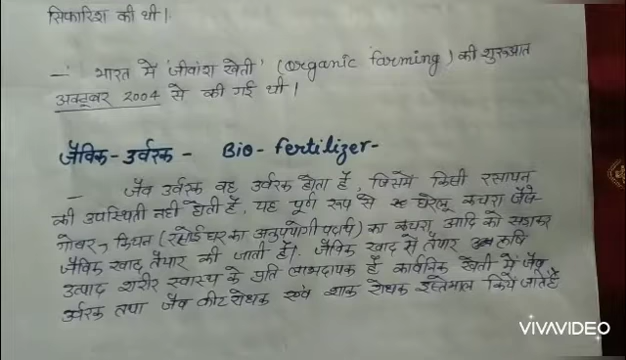 सिफारिश की थी।
— भारत में 'जीवांश खेती' (Organic farming) की शुरुआत
अक्टूबर 2004 से की गई थी।
जैविक-उर्वरक - Bio-fertilizer-
— जैव उर्वरक वह उर्वरक होता है, जिसमें किसी रसायन
की उपस्थिती नही होती है, यह पूर्ण रूप से घरेलू कचरा जैसे
गोबर, किचन (रसोईघर का अनुपयोगी पदार्थ) का कचरा, आदि को सडाकर
जैविक खाद तैयार की जाती है। जैविक खाद से तैयार कृषि
उत्पाद शरीर स्वास्थ्य के प्रति लाभदायक है कार्बनिक खेती में जैव
उर्वरक तथा जैव कीट रोधक एवं शाक रोधक इस्तेमाल किये जाते है
VIVAVIDEO